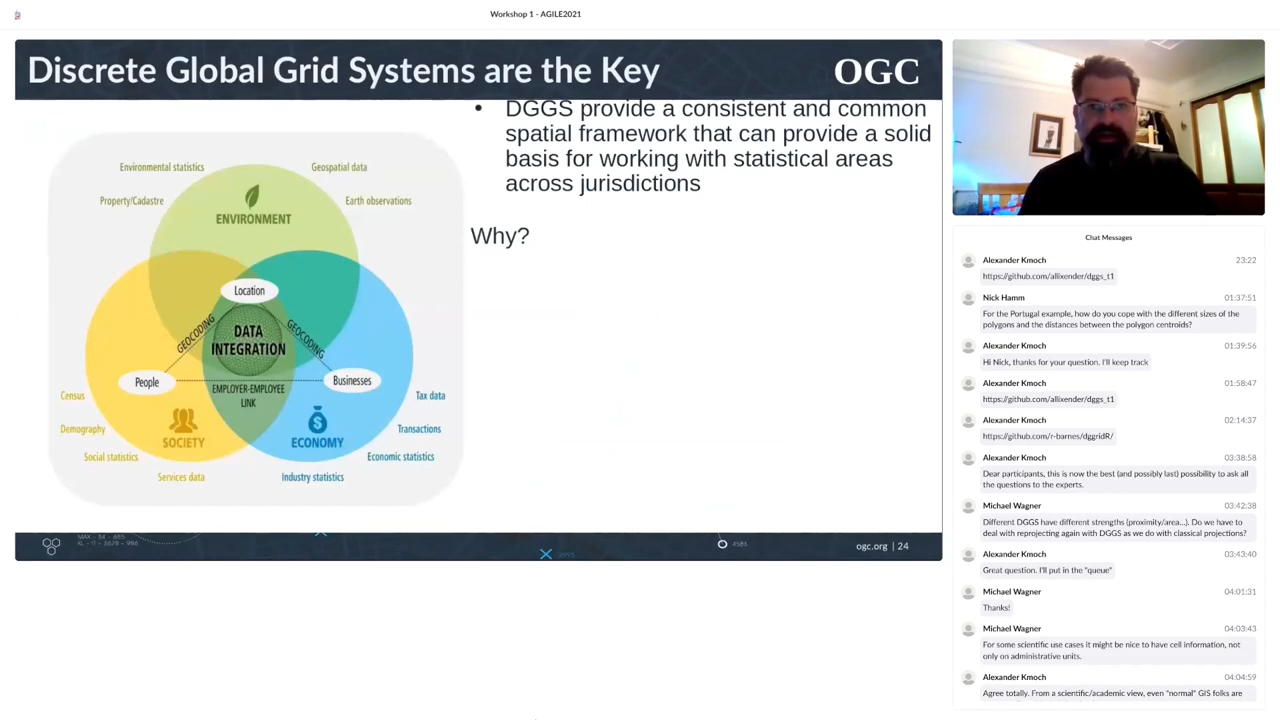 Workshop 1 - AGILE2021
Discrete Global Grid Systems are the Key
OGC
• DGGS provide a consistent and common
spatial framework that can provide a solid
basis for working with statistical areas
across jurisdictions
Why?
Environmental statistics
Geospatial data
Property/Cadastre
Earth observations
ENVIRONMENT
Location
GEOCODING
GEOCODING
DATA
INTEGRATION
People
Businesses
EMPLOYER-EMPLOYEE
LINK
Census
Tax data
Demography
SOCIETY
ECONOMY
Transactions
Social statistics
Economic statistics
Services data
Industry statistics
4586
ogc.org | 24
Chat Messages
Alexander Kmoch 23:22
https://github.com/allixender/dggs_t1
Nick Hamm 01:37:51
For the Portugal example, how do you cope with the different sizes of the
polygons and the distances between the polygon centroids?
Alexander Kmoch 01:39:56
Hi Nick, thanks for your question. I'll keep track
Alexander Kmoch 01:58:47
https://github.com/allixender/dggs_t1
Alexander Kmoch 02:14:37
https://github.com/r-barnes/dggridR/
Alexander Kmoch 03:38:58
Dear participants, this is now the best (and possibly last) possibility to ask all
the questions to the experts.
Michael Wagner 03:42:38
Different DGGS have different strengths (proximity/area...). Do we have to
deal with reprojecting again with DGGS as we do with classical projections?
Alexander Kmoch 03:43:40
Great question. I'll put in the "queue"
Michael Wagner 04:01:31
Thanks!
Michael Wagner 04:03:43
For some scientific use cases it might be nice to have cell information, not
only on administrative units.
Alexander Kmoch 04:04:59
Agree totally. From a scientific/academic view, even "normal" GIS folks are